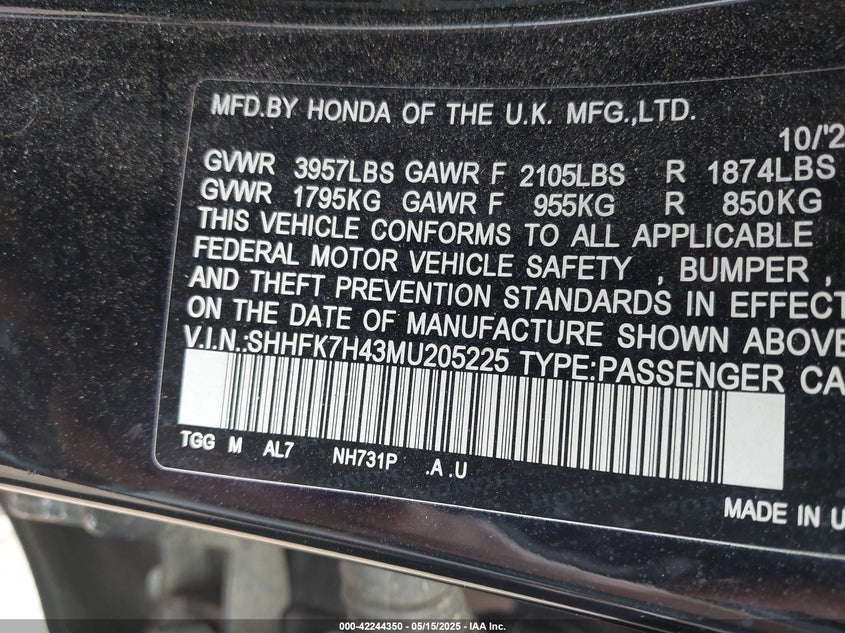 MFD.BY HONDA OF THE U.K. MFG.,LTD.
10/'2
GVWR 3957LBS GAWR F 2105LBS R 1874LBS
GVWR 1795KG GAWR F 955KG R 850KG
THIS VEHICLE CONFORMS TO ALL APPLICABLE
FEDERAL MOTOR VEHICLE SAFETY , BUMPER ,
AND THEFT PREVENTION STANDARDS IN EFFECT
ON THE DATE OF MANUFACTURE SHOWN ABOVE
V.I.N.:SHHFK7H43MU205225 TYPE:PASSENGER CA
TGG M AL7 NH731P .A .U
MADE IN U
000-42244350 - 05/15/2025 - IAA Inc.